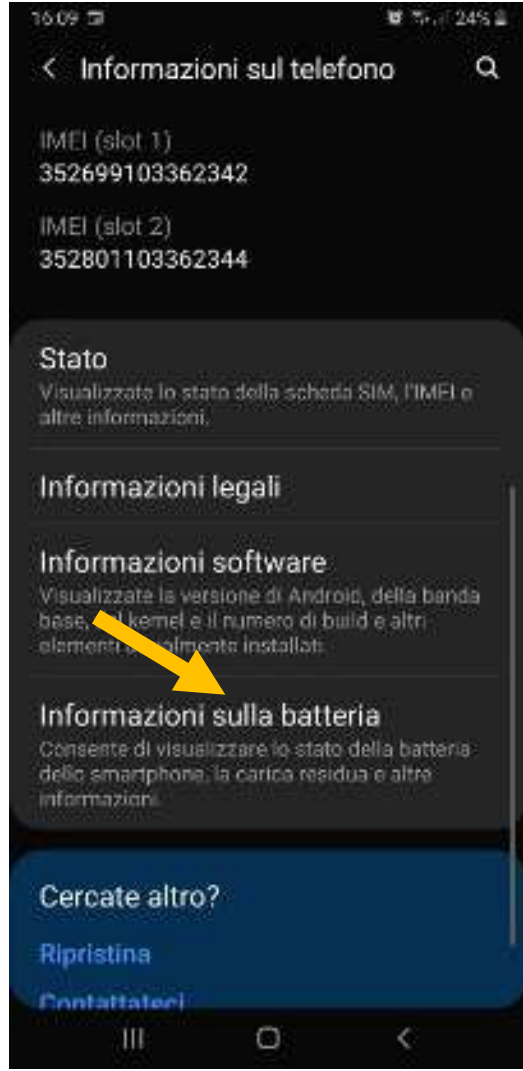 16:09 24%
Informazioni sul telefono
IMEI (slot 1)
352699103362342
IMEI (slot 2)
352801103362344
Stato
Visualizzate lo stato della scheda SIM, l'IMEI e
altre informazioni.
Informazioni legali
Informazioni software
Visualizzate la versione di Android, della banda
base, kernel e il numero di build e altri
elementi installati.
Informazioni sulla batteria
Consente di visualizzare lo stato della batteria
dello smartphone, la carica residua e altre
informazioni.
Cercate altro?
Ripristina
Contattateci